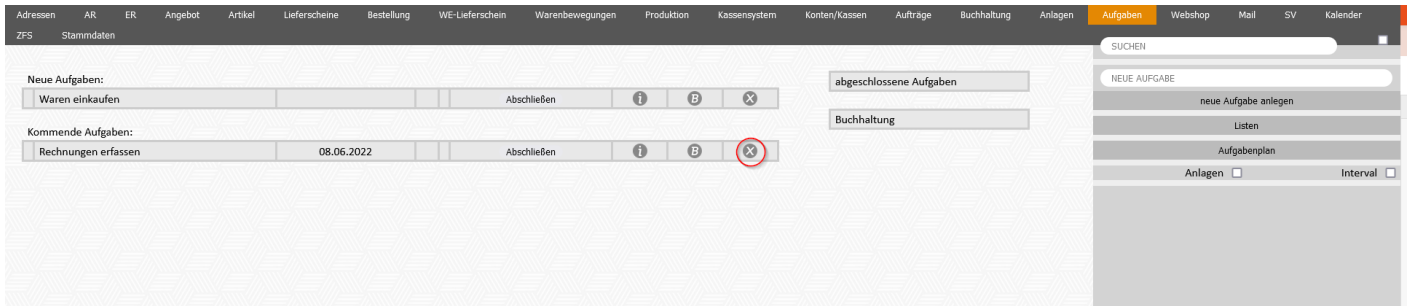 Adressen AR ER Angebot Artikel Lieferscheine Bestellung WE-Lieferschein Warenbewegungen Produktion Kassensystem Konten/Kassen Aufträge Buchhaltung Anlagen Aufgaben Webshop Mail SV Kalender
ZFS Stammdaten
SUCHEN
Neue Aufgaben:
Waren einkaufen Abschließen i B X
Kommende Aufgaben:
Rechnungen erfassen 08.06.2022 Abschließen i B X
abgeschlossene Aufgaben
Buchhaltung
NEUE AUFGABE
neue Aufgabe anlegen
Listen
Aufgabenplan
Anlagen Interval